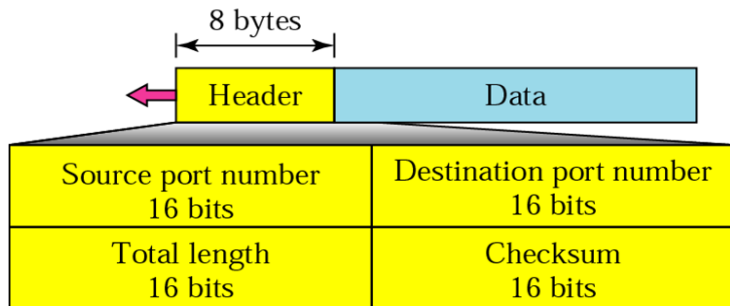 8 bytes
Header
Data
Source port number
16 bits
Destination port number
16 bits
Total length
16 bits
Checksum
16 bits